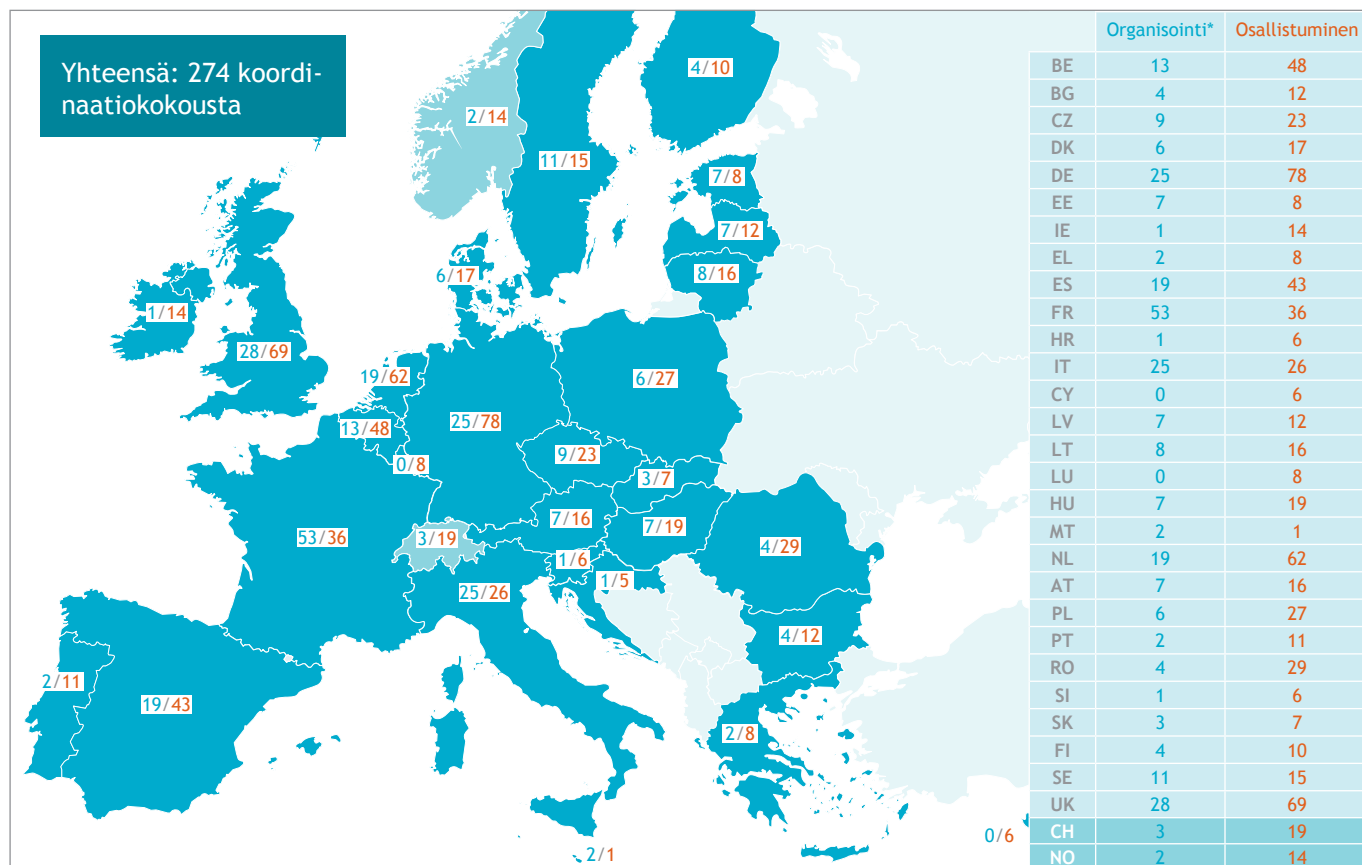 Yhteensä: 274 koordi-
naatiokokousta
4/10
2/14
11/15
7/8
7/12
8/16
6/17
1/14
28/69
19/62
6/27
13/48
25/78
0/8
9/23
3/7
7/16
7/19
53/36
3/19
4/29
1/6
1/5
25/26
4/12
2/11
19/43
2/8
0/6
2/1
Organisointi* Osallistuminen
BE 13 48
BG 4 12
CZ 9 23
DK 6 17
DE 25 78
EE 7 8
IE 1 14
EL 2 8
ES 19 43
FR 53 36
HR 1 6
IT 25 26
CY 0 6
LV 7 12
LT 8 16
LU 0 8
HU 7 19
MT 2 1
NL 19 62
AT 7 16
PL 6 27
PT 2 11
RO 4 29
SI 1 6
SK 3 7
FI 4 10
SE 11 15
UK 28 69
CH 3 19
NO 2 14